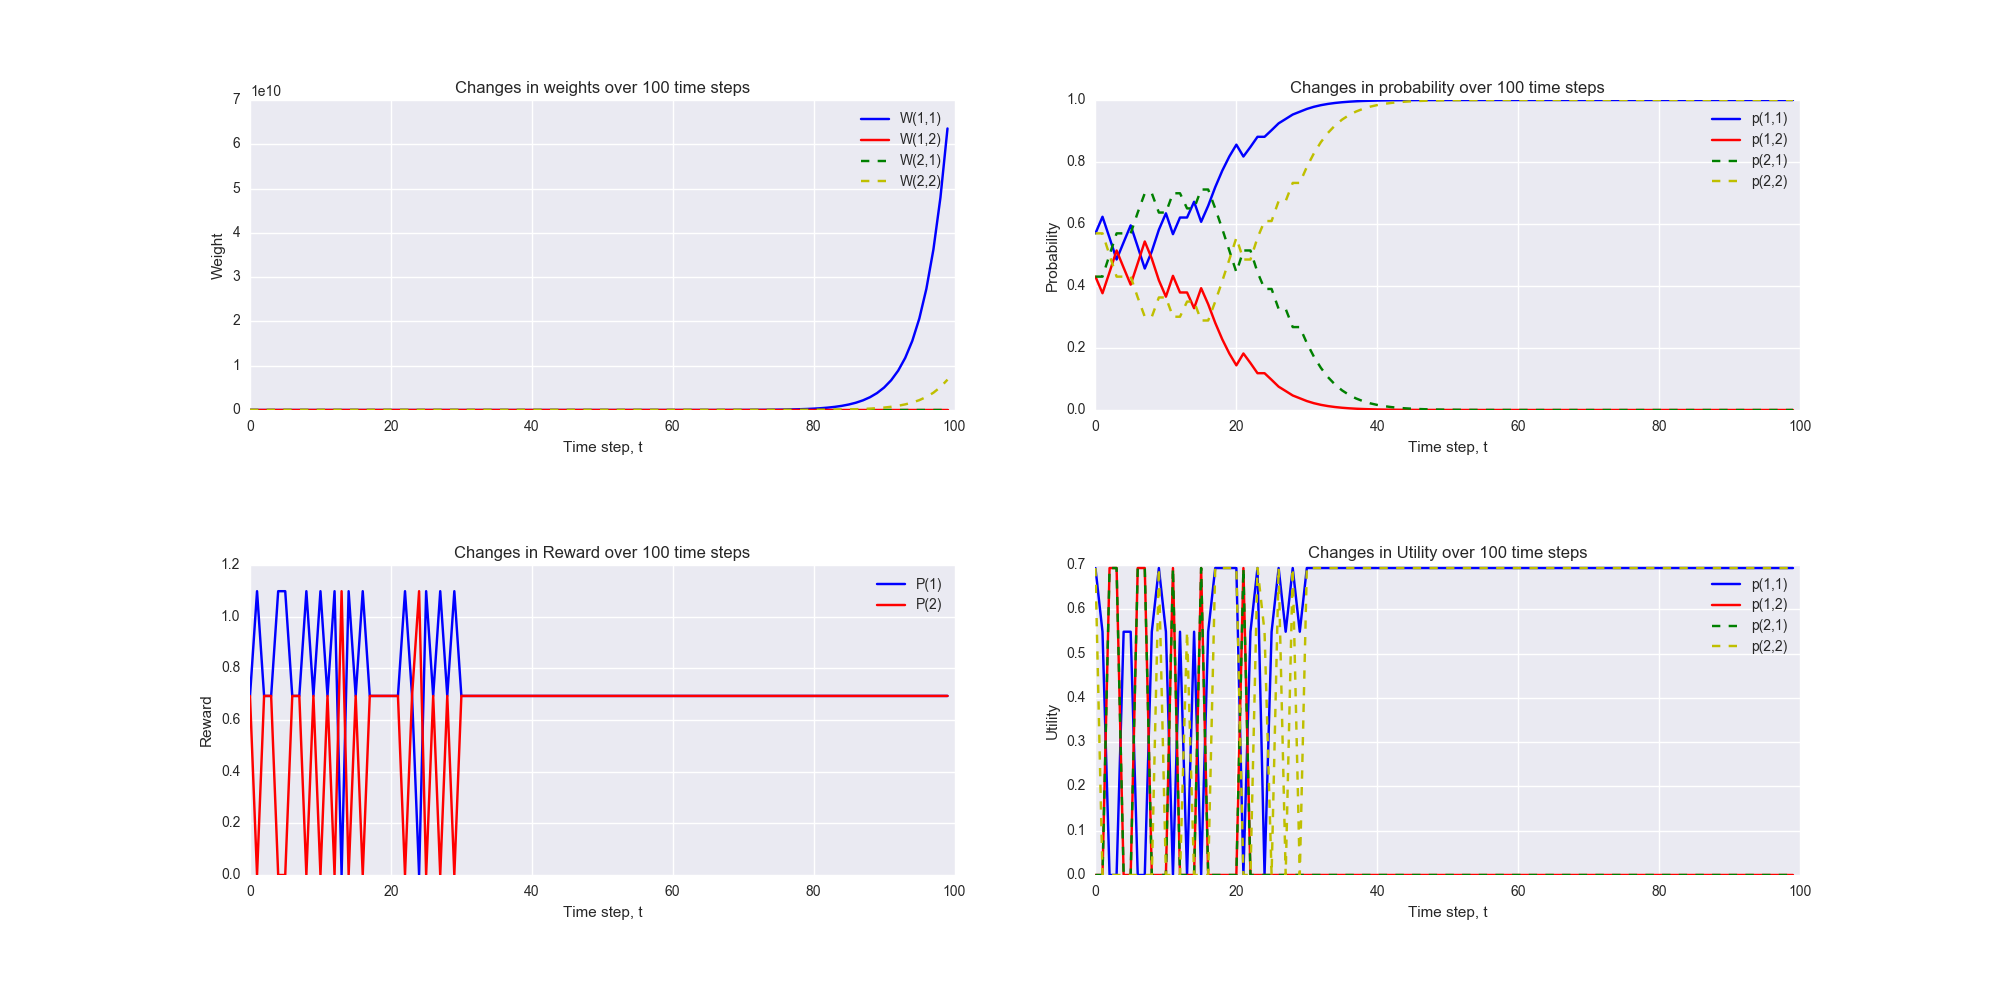 Changes in weights over 100 time steps
1e10
7
6
5
4
3
2
1
0
Weight
0 20 40 60 80 100
Time step, t
W(1,1)
W(1,2)
W(2,1)
W(2,2)
Changes in probability over 100 time steps
1.0
0.8
0.6
0.4
0.2
0.0
Probability
0 20 40 60 80 100
Time step, t
p(1,1)
p(1,2)
p(2,1)
p(2,2)
Changes in Reward over 100 time steps
1.2
1.0
0.8
0.6
0.4
0.2
0.0
Reward
0 20 40 60 80 100
Time step, t
P(1)
P(2)
Changes in Utility over 100 time steps
0.7
0.6
0.5
0.4
0.3
0.2
0.1
0.0
Utility
0 20 40 60 80 100
Time step, t
p(1,1)
p(1,2)
p(2,1)
p(2,2)